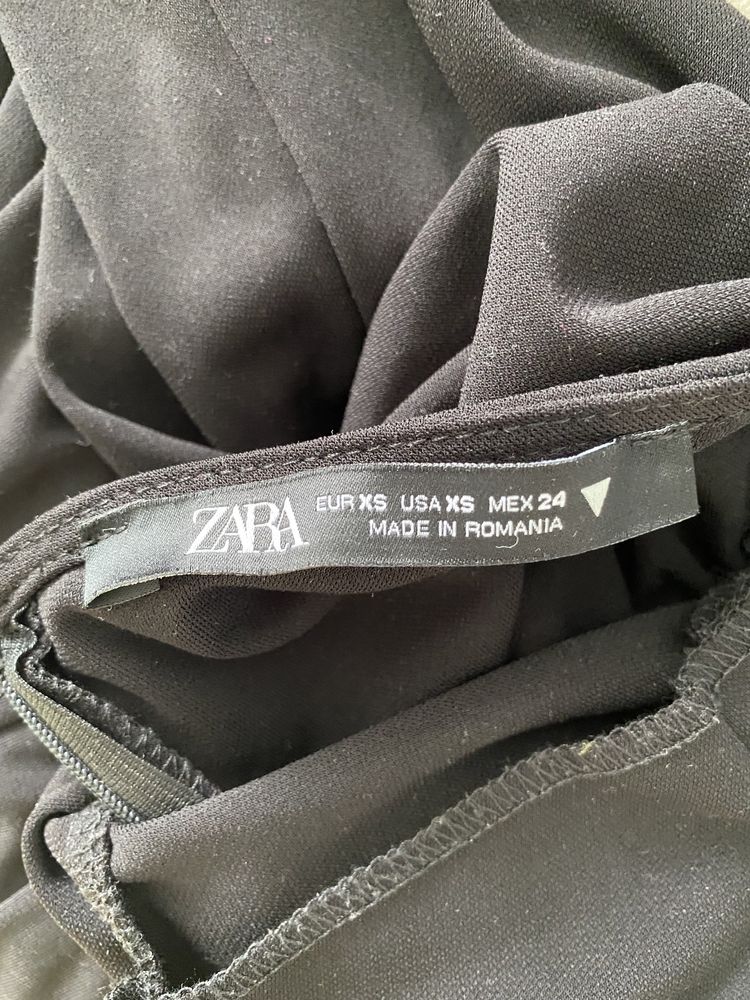 ZARA
EUR XS USA XS MEX 24
MADE IN ROMANIA